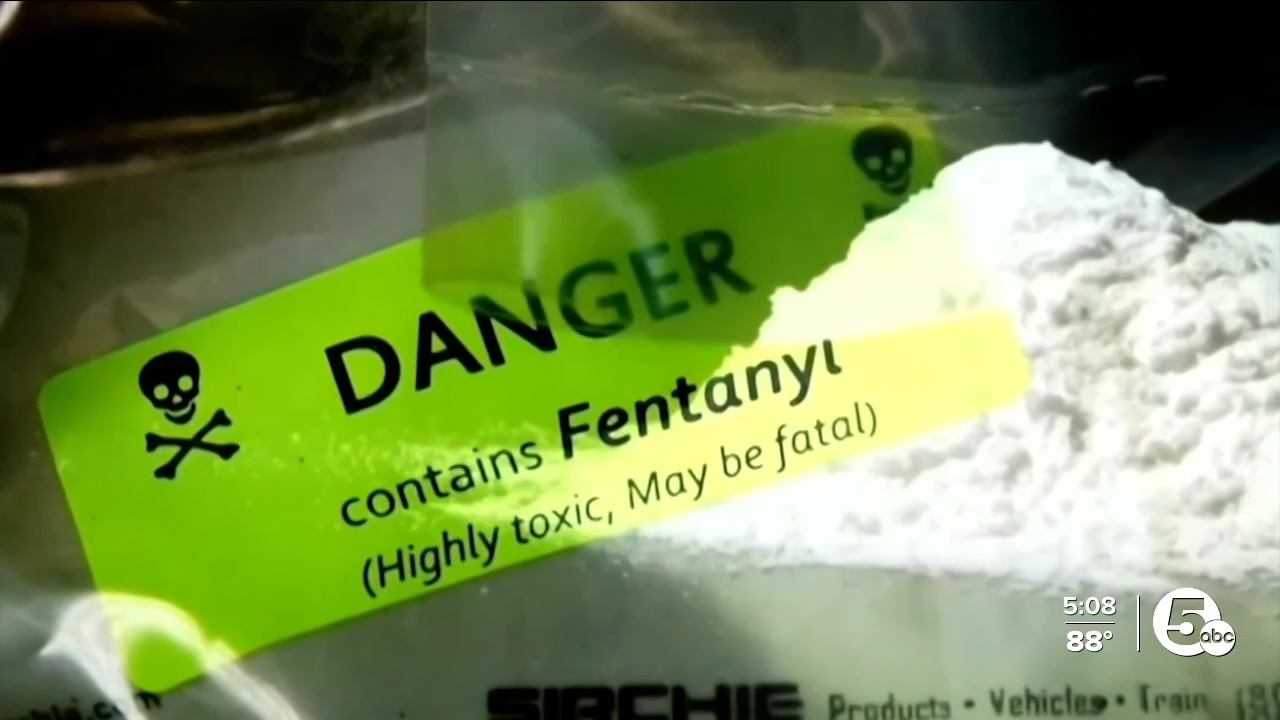 DANGER
contains Fentanyl
(Highly toxic, May be fatal)
5:08
88°
5
abc
SIRCHIE
Products • Vehicles • Train